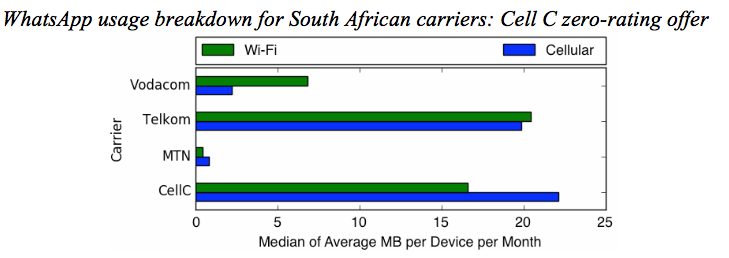 WhatsApp usage breakdown for South African carriers: Cell C zero-rating offer
Wi-Fi Cellular
Vodacom
Telkom
MTN
CellC
Carrier
0 5 10 15 20 25
Median of Average MB per Device per Month